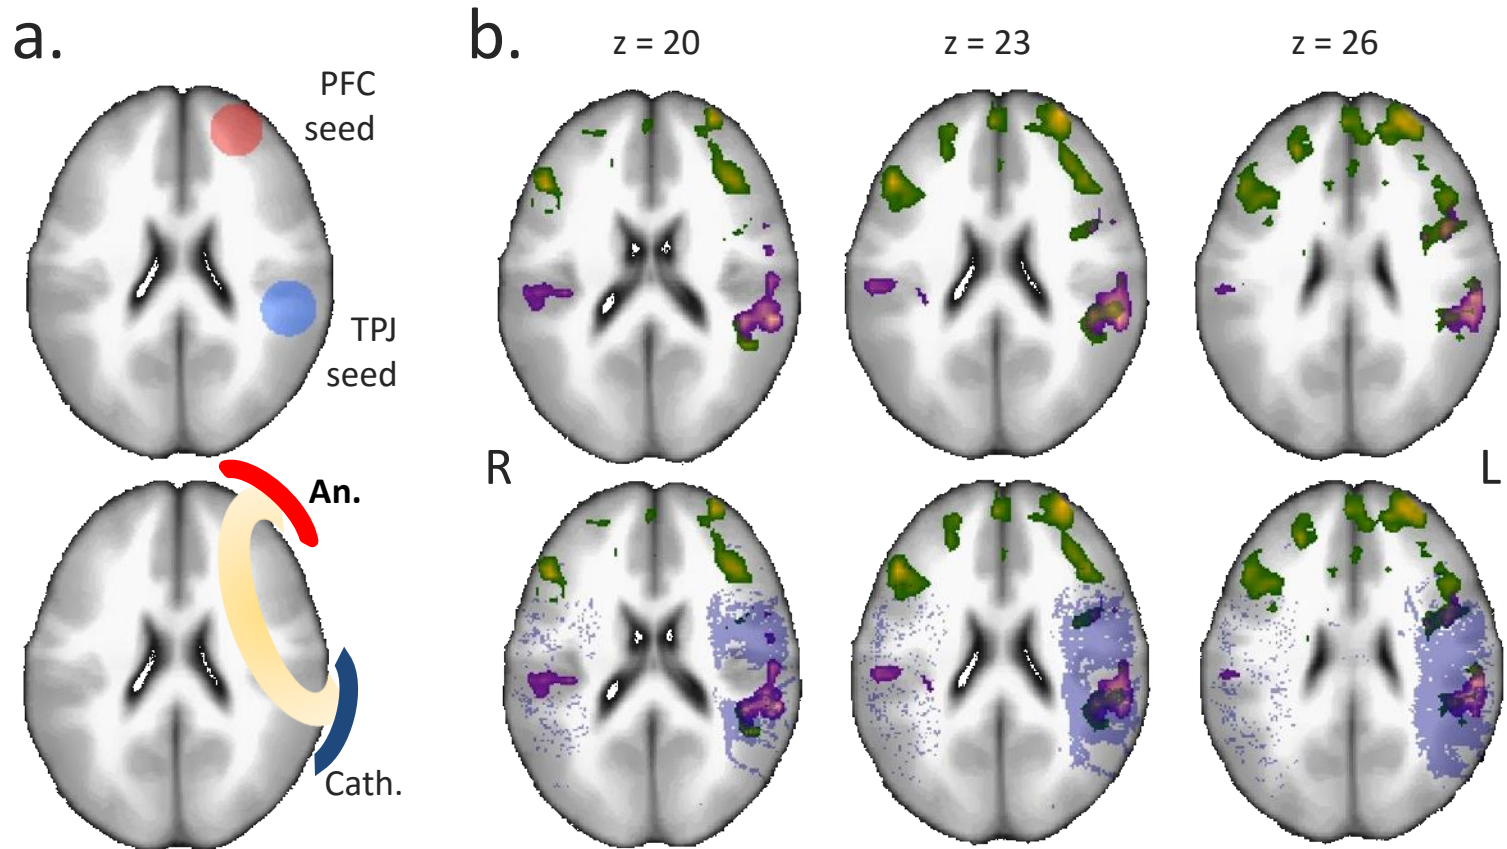 a.
PFC
seed
TPJ
seed
An.
Cath.
b.
z = 20
z = 23
z = 26
R
L